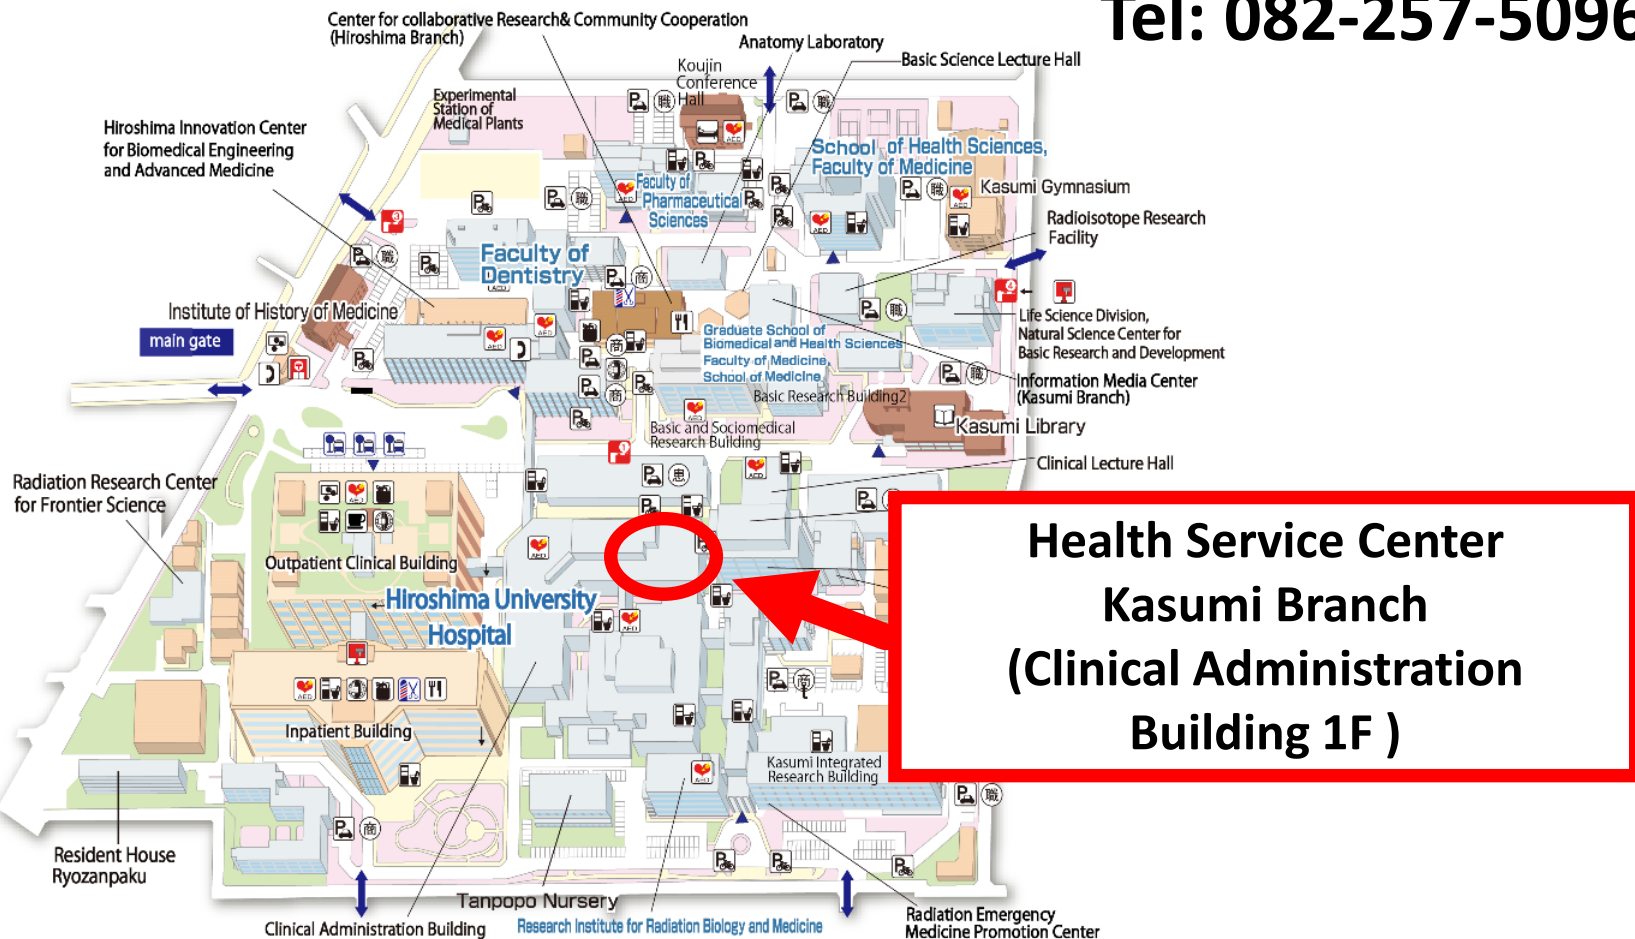 Tel: 082-257-5096
Center for collaborative Research& Community Cooperation
(Hiroshima Branch)
Anatomy Laboratory
Basic Science Lecture Hall
Koujin
Conference
Hall
Experimental
Station of
Medical Plants
Hiroshima Innovation Center
for Biomedical Engineering
and Advanced Medicine
School of Health Sciences,
Faculty of Medicine
Kasumi Gymnasium
Faculty of
Pharmaceutical
Sciences
Radioisotope Research
Facility
Faculty of
Dentistry
Institute of History of Medicine
main gate
Life Science Division,
Natural Science Center for
Basic Research and Development
Graduate School of
Biomedical and Health Sciences
Faculty of Medicine,
School of Medicine
Information Media Center
(Kasumi Branch)
Basic Research Building2
Kasumi Library
Basic and Sociomedical
Research Building
Clinical Lecture Hall
Radiation Research Center
for Frontier Science
Outpatient Clinical Building
Hiroshima University
Hospital
Health Service Center
Kasumi Branch
(Clinical Administration
Building 1F )
Inpatient Building
Kasumi Integrated
Research Building
Resident House
Ryozanpaku
Tanpopo Nursery
Clinical Administration Building
Research Institute for Radiation Biology and Medicine
Radiation Emergency
Medicine Promotion Center